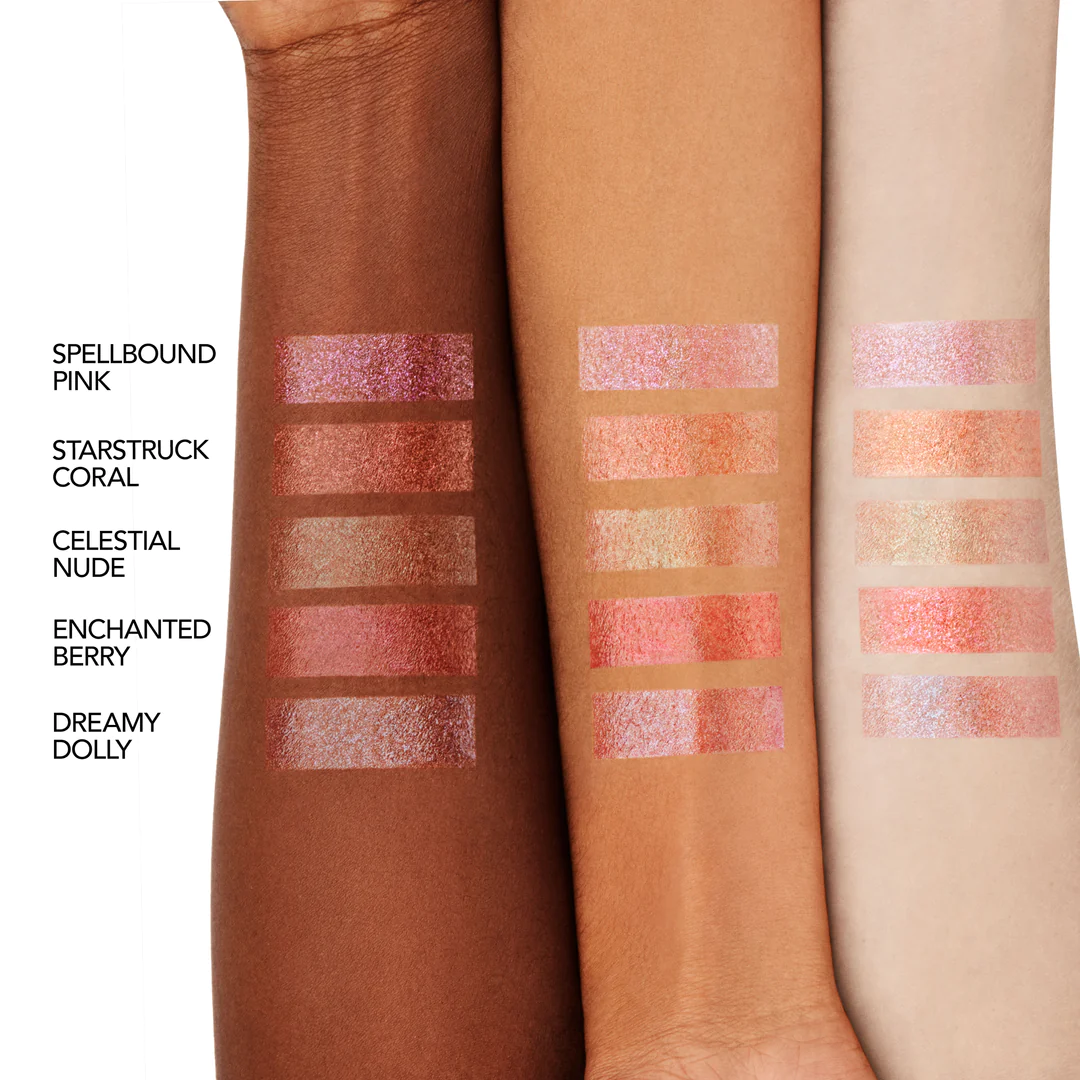 SPELLBOUND
PINK
STARSTRUCK
CORAL
CELESTIAL
NUDE
ENCHANTED
BERRY
DREAMY
DOLLY